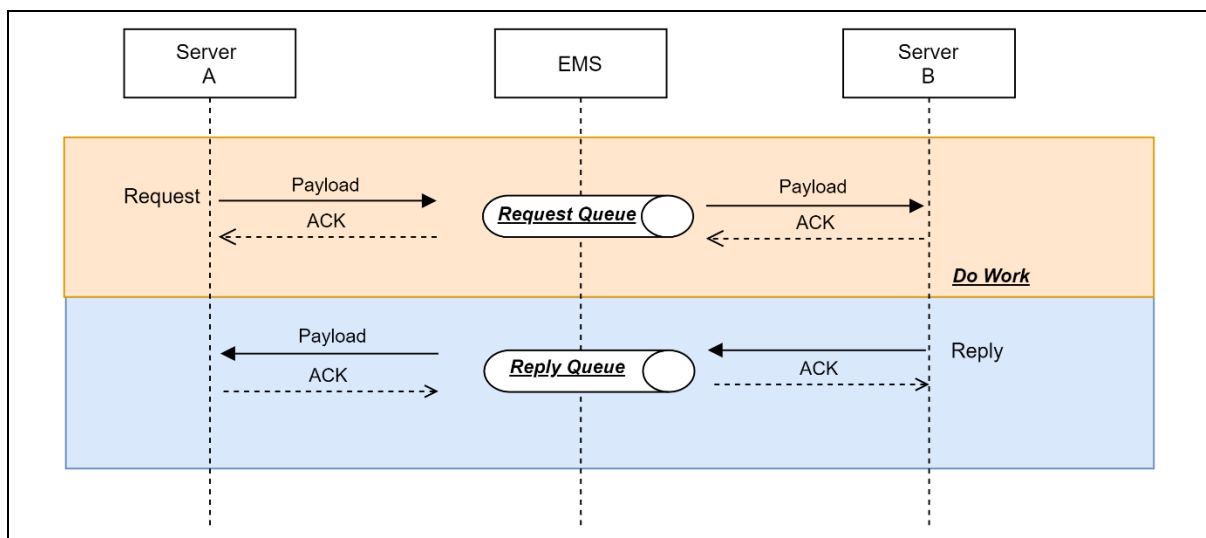 Server
A
EMS
Server
B
Request
Payload
ACK
Request Queue
Payload
ACK
Do Work
Payload
ACK
Reply Queue
ACK
Reply